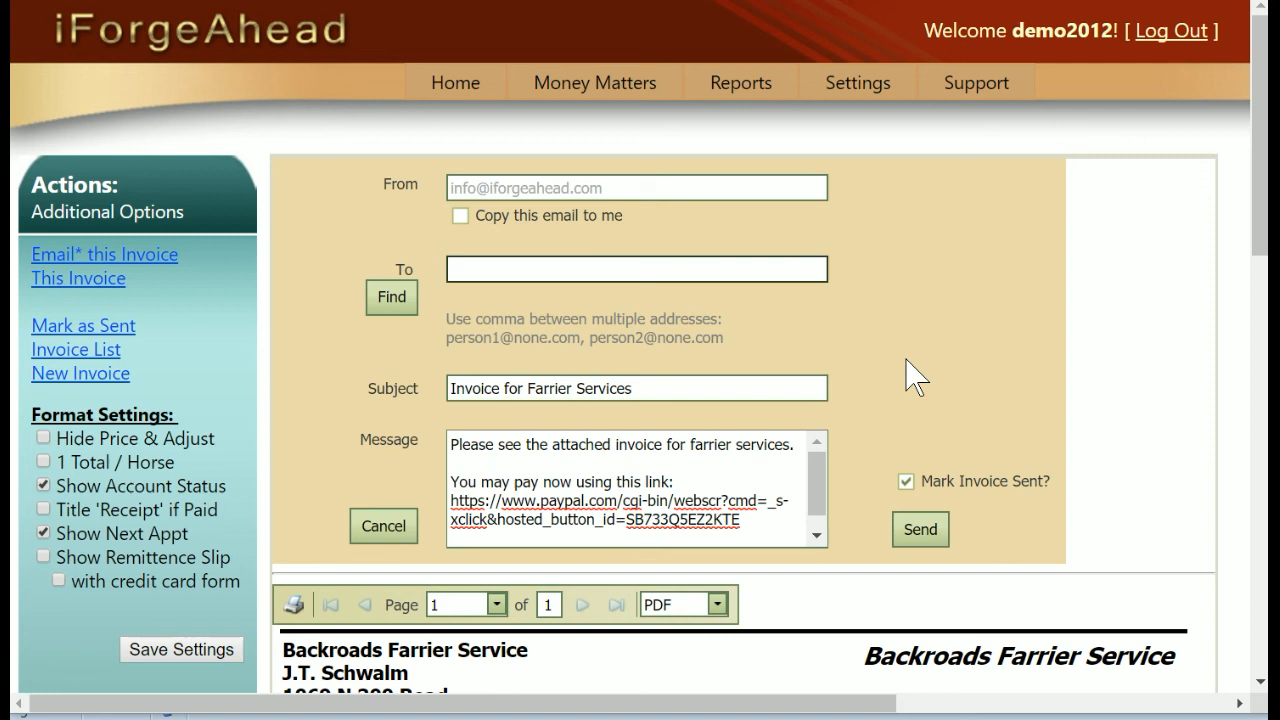 iForgeAhead
Welcome demo2012! [ Log Out ]
Home Money Matters Reports Settings Support
Actions:
Additional Options
Email* this Invoice
This Invoice
Mark as Sent
Invoice List
New Invoice
Format Settings:
Hide Price & Adjust
1 Total / Horse
Show Account Status
Title 'Receipt' if Paid
Show Next Appt
Show Remittence Slip
with credit card form
Save Settings
From info@iforgeahead.com
Copy this email to me
To
Find
Use comma between multiple addresses:
person1@none.com, person2@none.com
Subject Invoice for Farrier Services
Message Please see the attached invoice for farrier services.
You may pay now using this link:
https://www.paypal.com/cgi-bin/webscr?cmd=_s-
xclick&hosted_button_id=SB733Q5EZ2KTE
Mark Invoice Sent?
Cancel
Send
Page 1 of 1 PDF
Backroads Farrier Service
J.T. Schwalm
Backroads Farrier Service